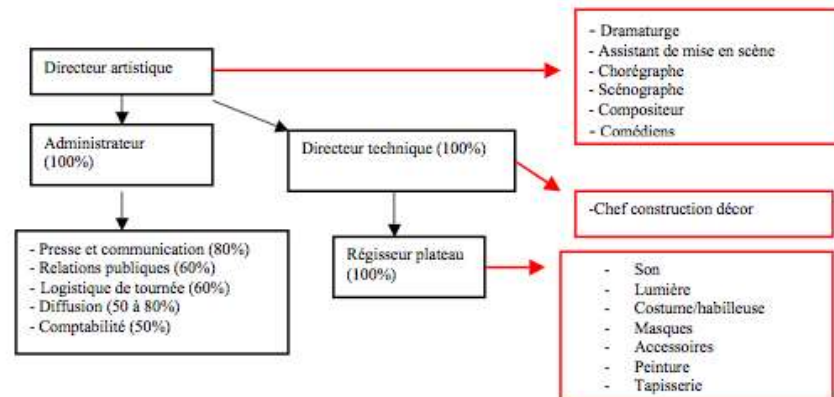 Directeur artistique
- Dramaturge
- Assistant de mise en scène
- Chorégraphe
- Scénographe
- Compositeur
- Comédiens
Administrateur
(100%)
Directeur technique (100%)
-Chef construction décor
- Presse et communication (80%)
- Relations publiques (60%)
- Logistique de tournée (60%)
- Diffusion (50 à 80%)
- Comptabilité (50%)
Régisseur plateau
(100%)
- Son
- Lumière
- Costume/habilleuse
- Masques
- Accessoires
- Peinture
- Tapisserie